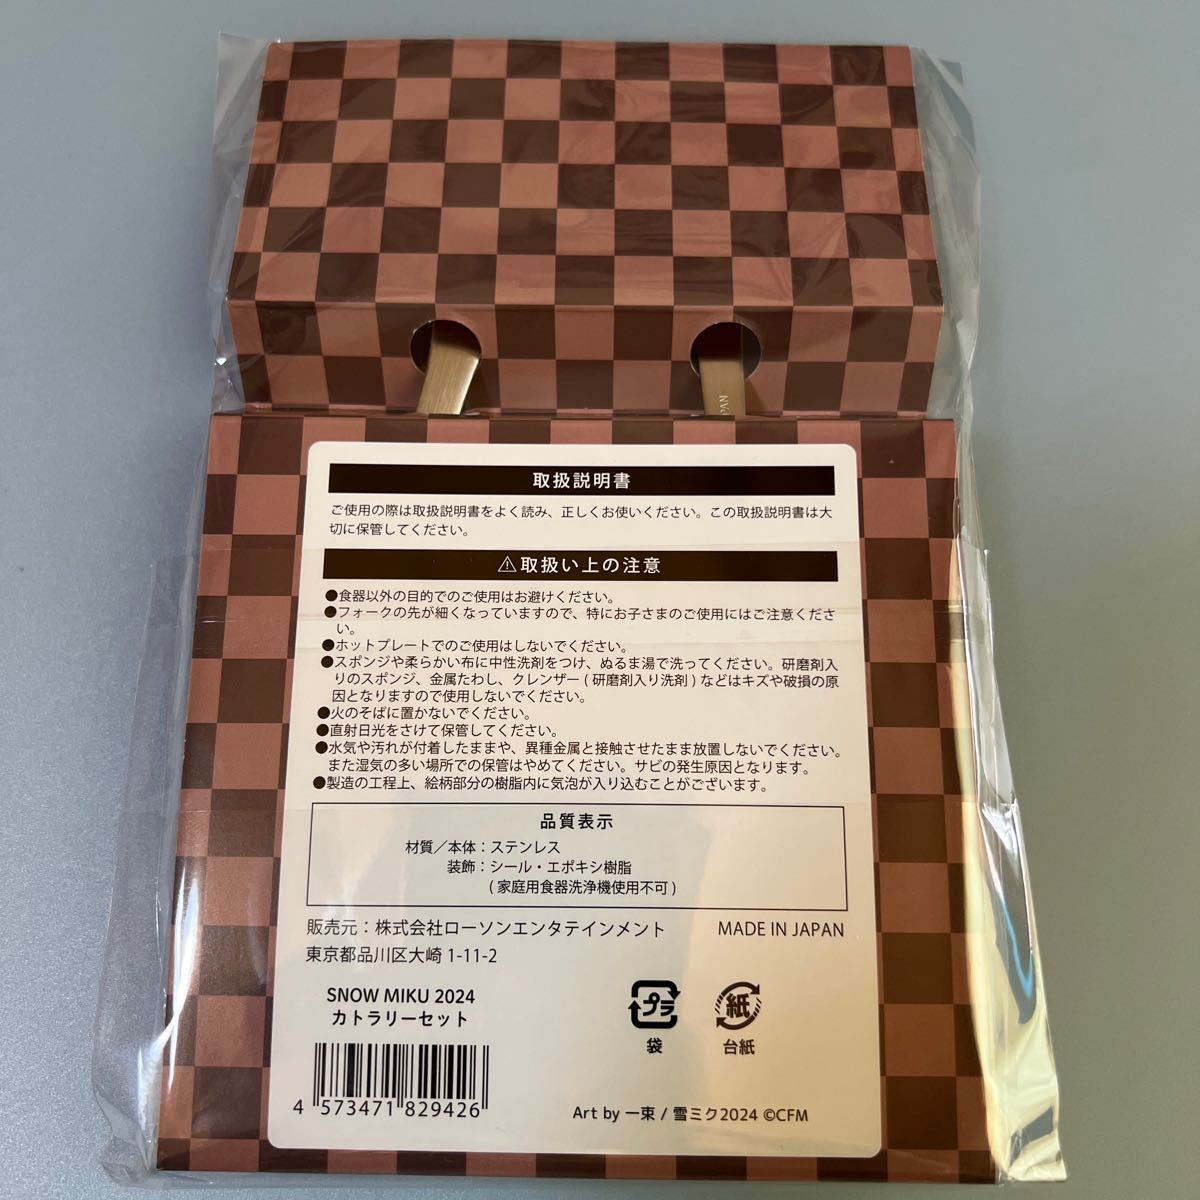 取扱説明書
ご使用の際は取扱説明書をよく読み、正しくお使いください。この取扱説明書は大
切に保管してください。
⚠取扱い上の注意
●食器以外の目的でのご使用はお避けください。
●フォークの先が細くなっていますので、特にお子さまのご使用にはご注意くださ
い。
●ホットプレートでのご使用はしないでください。
●スポンジや柔らかい布に中性洗剤をつけ、ぬるま湯で洗ってください。研磨剤入
りのスポンジ、金属たわし、クレンザー(研磨剤入り洗剤)などはキズや破損の原
因となりますので使用しないでください。
●火のそばに置かないでください。
●直射日光をさけて保管してください。
●水気や汚れが付着したままや、異種金属と接触させたまま放置しないでください。
また湿気の多い場所での保管はやめてください。サビの発生原因となります。
●製造の工程上、絵柄部分の樹脂内に気泡が入り込むことがございます。
品質表示
材質／本体：ステンレス
装飾：シール・エポキシ樹脂
(家庭用食器洗浄機使用不可)
販売元：株式会社ローソンエンタテインメント MADE IN JAPAN
東京都品川区大崎 1-11-2
SNOW MIKU 2024
カトラリーセット
プラ 紙
袋 台紙
4 573471 829426
Art by 一束 / 雪ミク2024 ©CFM